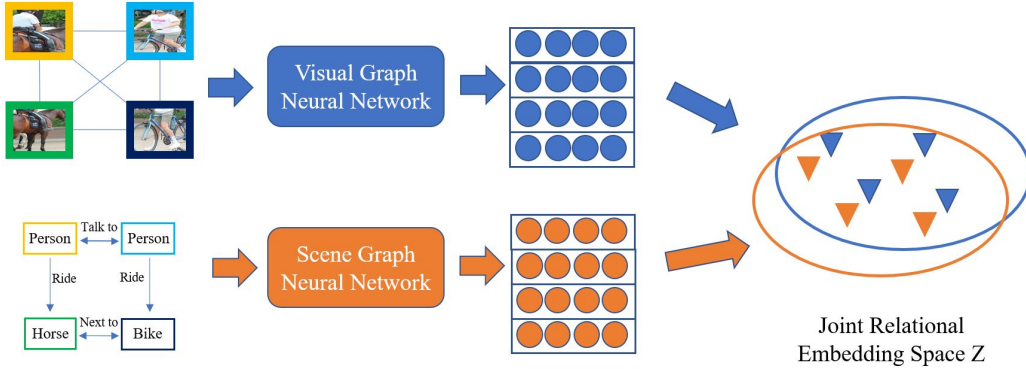 Visual Graph
Neural Network
Talk to
Person
Person
Ride
Ride
Next to
Horse
Bike
Scene Graph
Neural Network
Joint Relational
Embedding Space Z